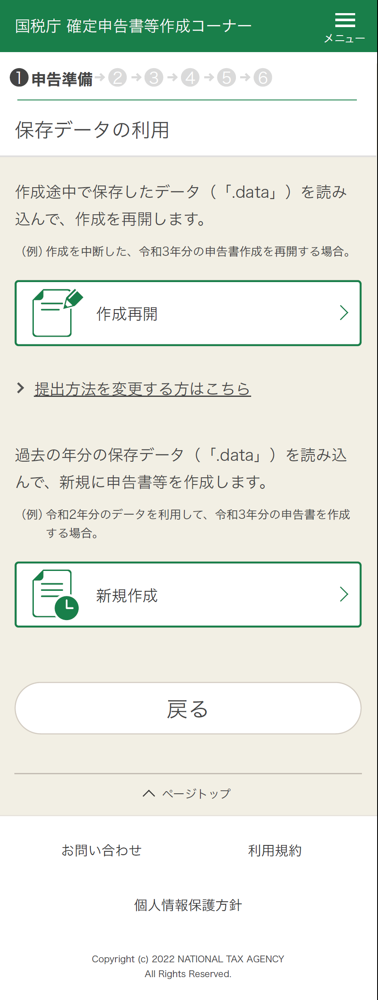 国税庁 確定申告書等作成コーナー
メニュー
1 申告準備 → 2 → 3 → 4 → 5 → 6
保存データの利用
作成途中で保存したデータ（「.data」）を読み
込んで、作成を再開します。
（例）作成を中断した、令和3年分の申告書作成を再開する場合。
作成再開
提出方法を変更する方はこちら
過去の年分の保存データ（「.data」）を読み込
んで、新規に申告書等を作成します。
（例）令和2年分のデータを利用して、令和3年分の申告書を作成
する場合。
新規作成
戻る
ページトップ
お問い合わせ
利用規約
個人情報保護方針
Copyright (c) 2022 NATIONAL TAX AGENCY
All Rights Reserved.